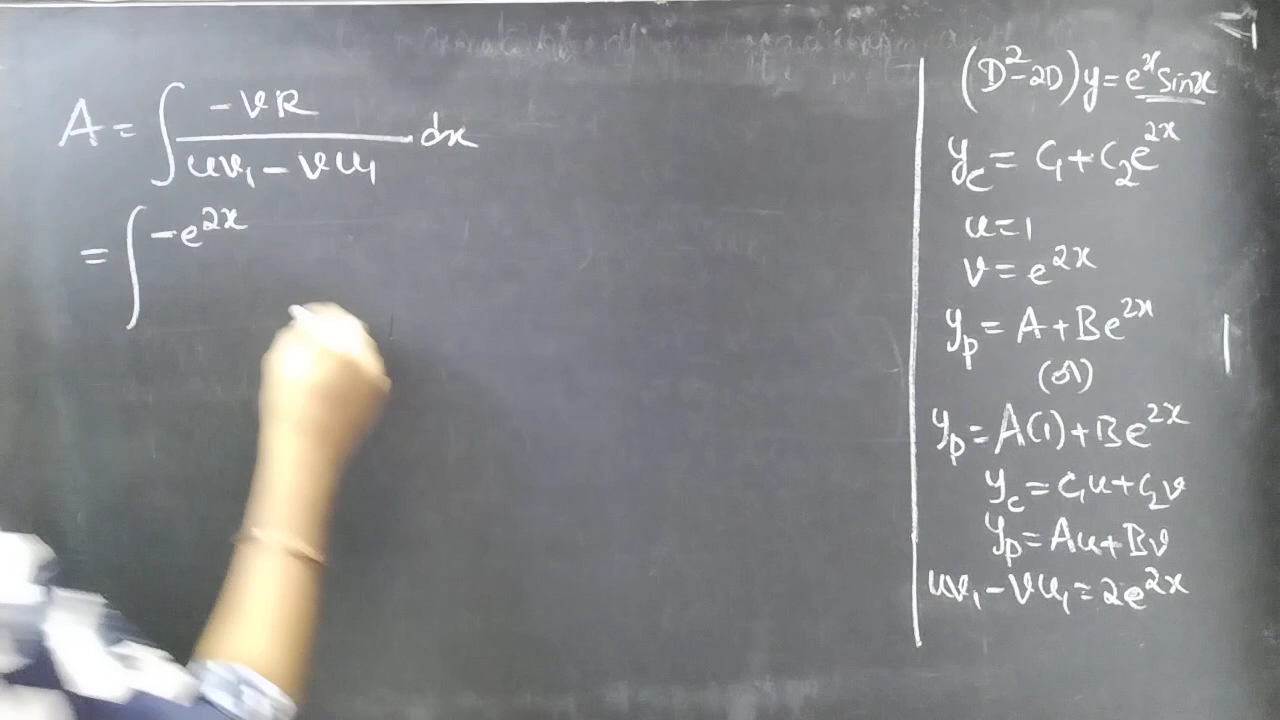 A = ∫ -VR / uv₁ - vu₁ dx
= ∫ -e^{2x}
(D² - 2D)y = eˣ Sinx
y_c = C₁ + C₂e^{2x}
u = 1
v = e^{2x}
y_p = A + Be^{2x}
(or)
y_p = A(1) + Be^{2x}
y_c = C₁u + C₂v
y_p = Au + Bv
uv₁ - vu₁ = 2e^{2x}